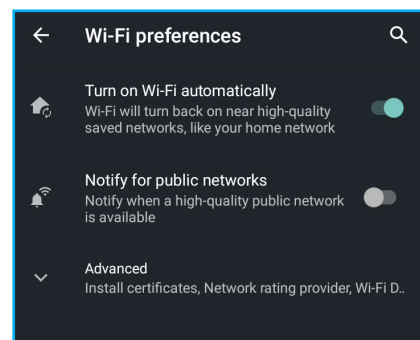 Wi-Fi preferences
Turn on Wi-Fi automatically
Wi-Fi will turn back on near high-quality
saved networks, like your home network
Notify for public networks
Notify when a high-quality public network
is available
Advanced
Install certificates, Network rating provider, Wi-Fi D..